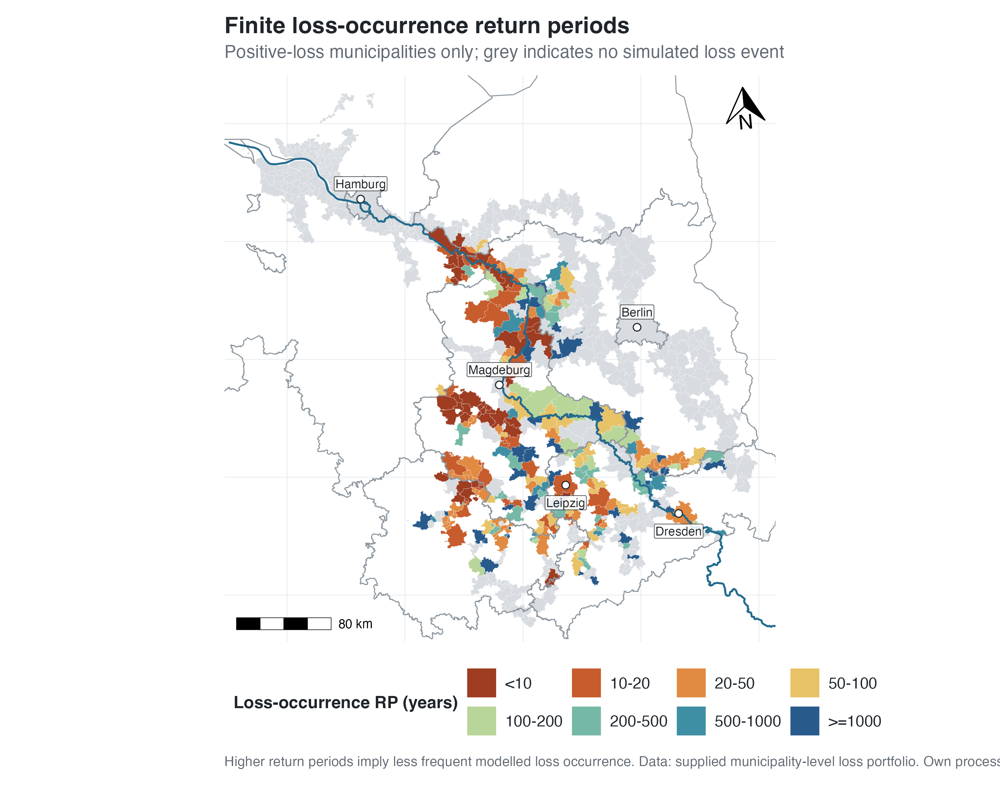 Finite loss-occurrence return periods
Positive-loss municipalities only; grey indicates no simulated loss event
N
Hamburg
Berlin
Magdeburg
Leipzig
Dresden
80 km
Loss-occurrence RP (years)
<10
10-20
20-50
50-100
100-200
200-500
500-1000
>=1000
Higher return periods imply less frequent modelled loss occurrence. Data: supplied municipality-level loss portfolio. Own process